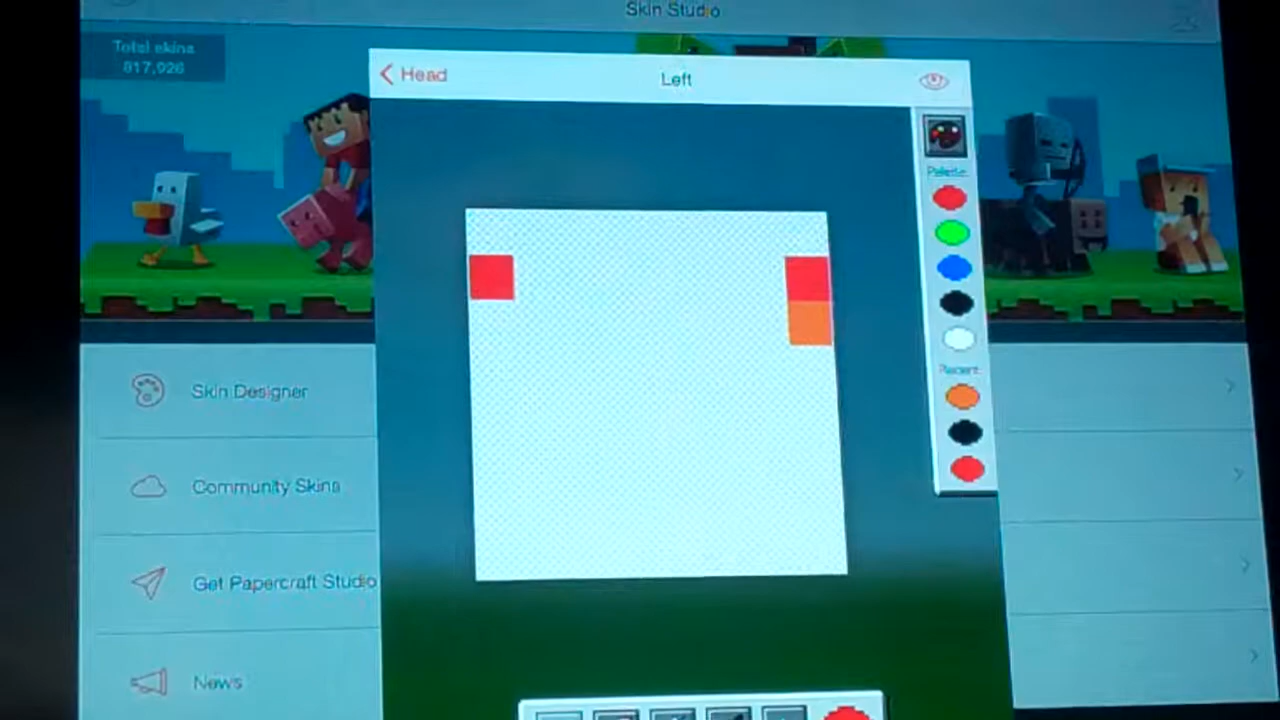 Skin Studio
Total skins
817,926
Head
Left
Palette
Recent
Skin Designer
Community Skins
Get Papercraft Studio
News